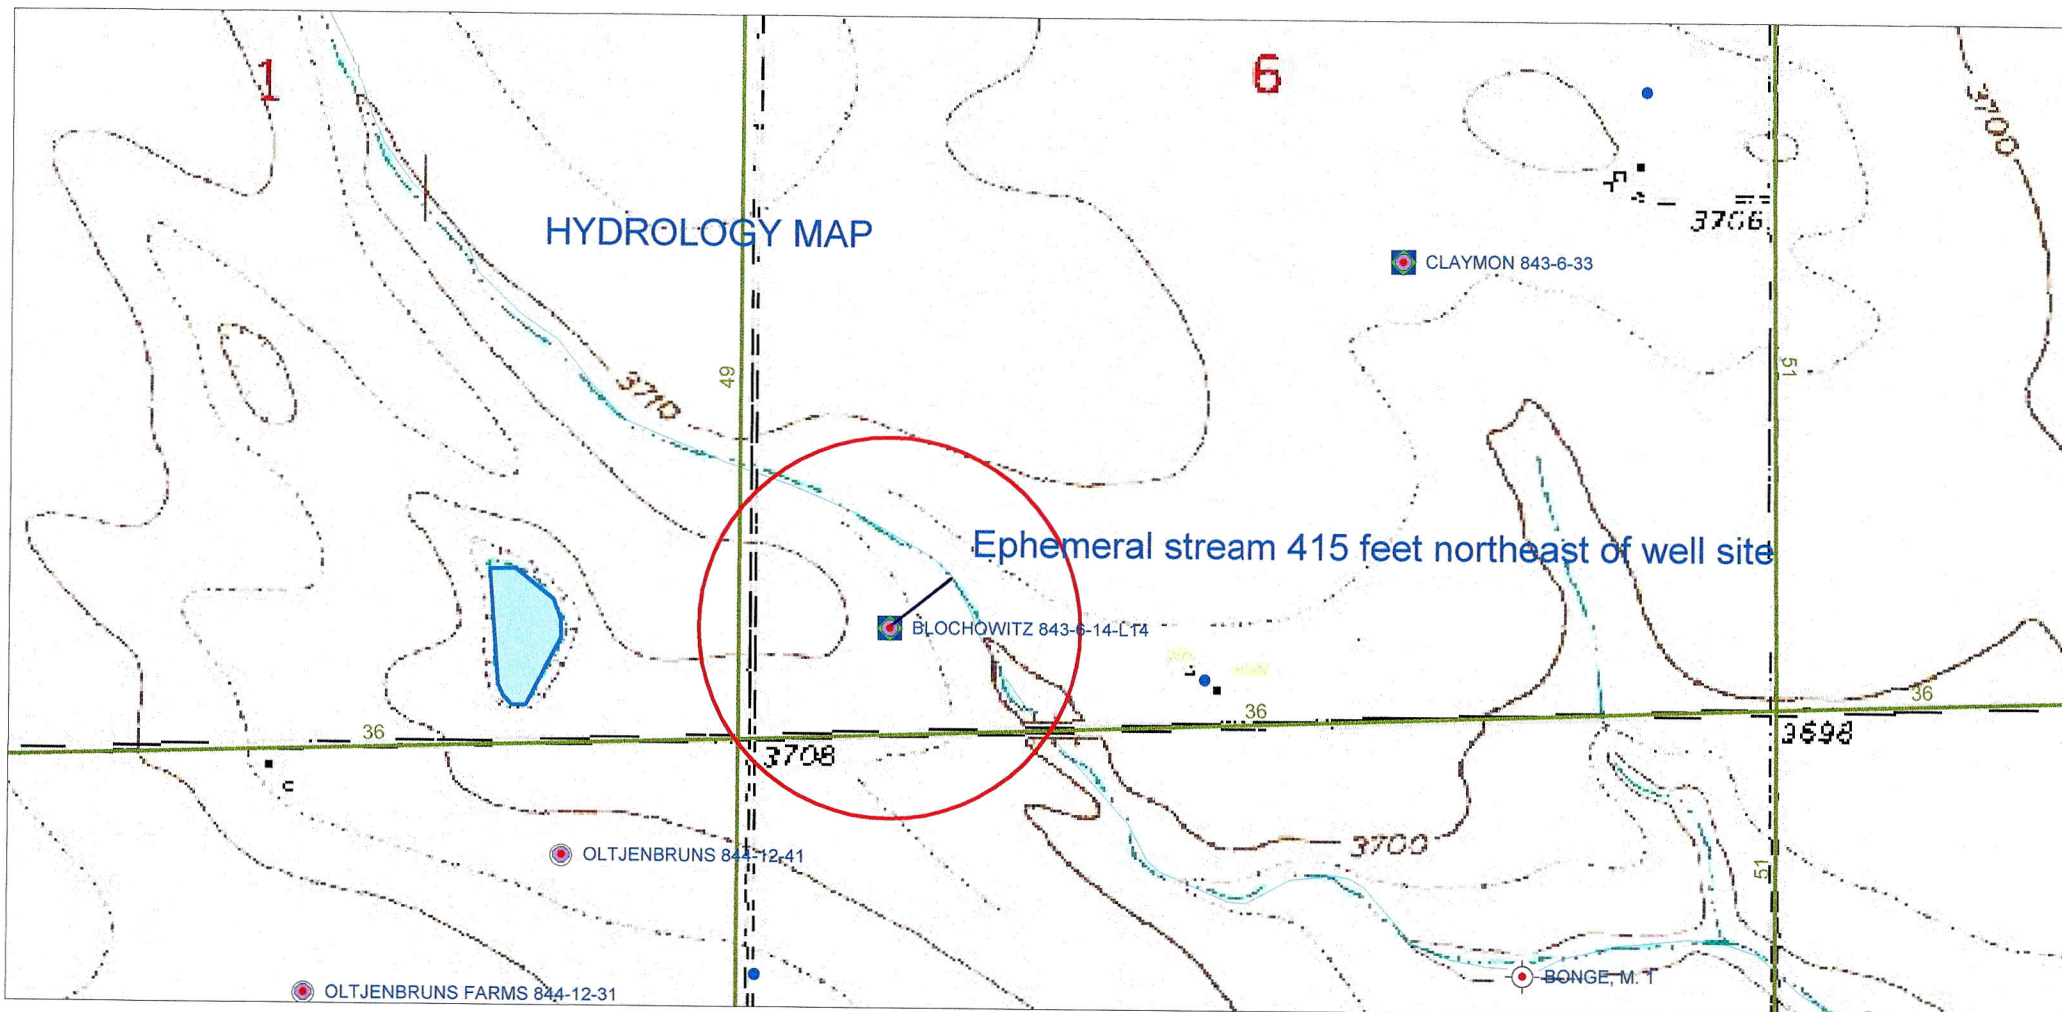 1
6
3700
3706
HYDROLOGY MAP
CLAYMON 843-6-33
49
51
3710
Ephemeral stream 415 feet northeast of well site
BLOCHOWITZ 843-6-14-L14
36
36
36
3708
3698
3700
OLTJENBRUNS 844-12-41
51
OLTJENBRUNS FARMS 844-12-31
BONGE, M. 1